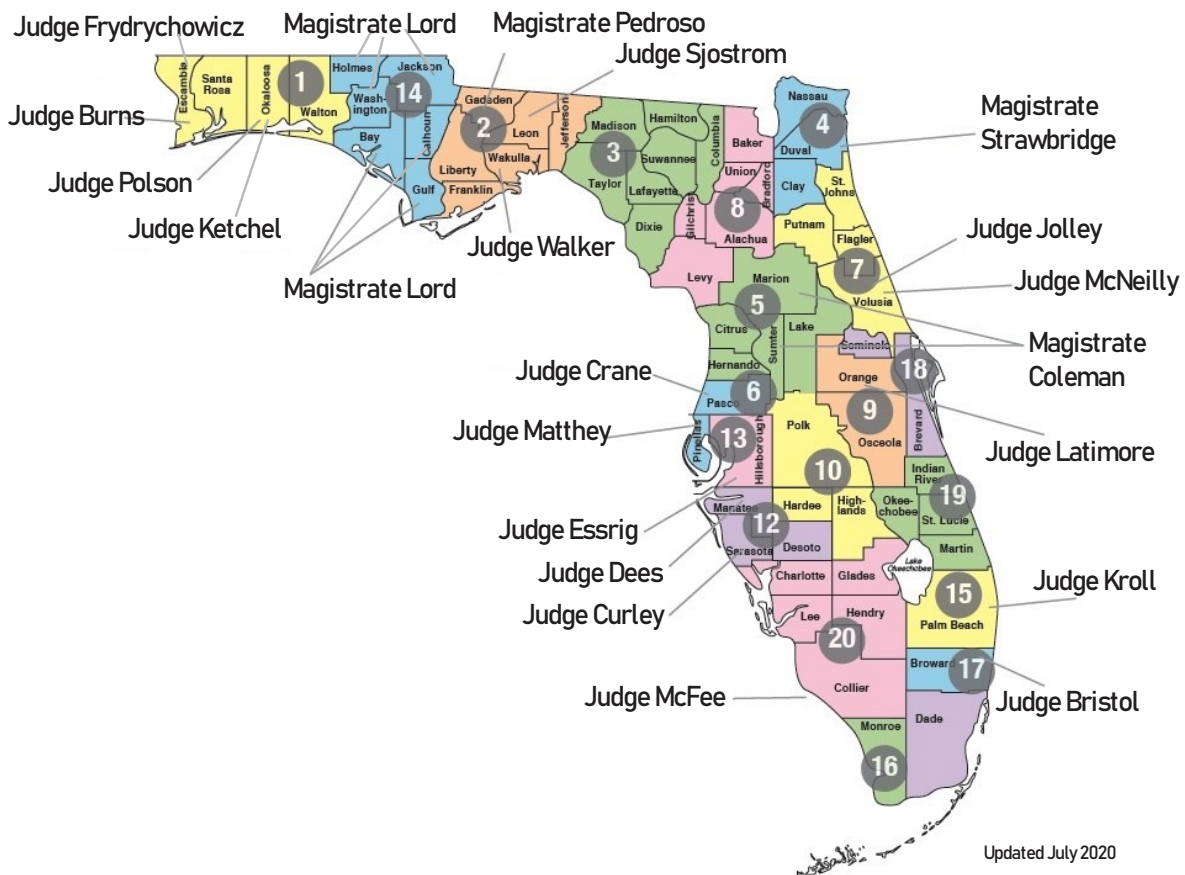 Judge Frydrychowicz
Magistrate Lord
Magistrate Pedroso
Judge Sjostrom
Judge Burns
Judge Polson
Judge Ketchel
Magistrate Lord
Judge Walker
Magistrate
Strawbridge
Judge Jolley
Judge McNeilly
Magistrate
Coleman
Judge Crane
Judge Matthey
Judge Latimore
Judge Essrig
Judge Dees
Judge Curley
Judge Kroll
Judge McFee
Judge Bristol
Escambia
Santa
Rosa
Okaloosa
1
Walton
Holmes
Jackson
Wash-
ington
14
Bay
Calhoun
Gulf
Gadsden
2
Leon
Jefferson
Wakulla
Liberty
Franklin
Madison
Hamilton
3
Suwannee
Columbia
Taylor
Lafayette
Dixie
Baker
Union
Bradford
8
Gilchrist
Alachua
Levy
Nassau
4
Duval
Clay
St.
Johns
Putnam
Flagler
7
Volusia
Marion
5
Citrus
Sumter
Lake
Hernando
Pasco
6
Pinellas
13
Hillsborough
Seminole
18
Orange
9
Osceola
Brevard
Polk
10
Hardee
High-
lands
Manatee
12
Sarasota
Desoto
Indian
River
19
Okee-
chobee
St. Lucie
Martin
Lake
Okeechobee
Charlotte
Glades
Lee
Hendry
20
Collier
15
Palm Beach
Broward
17
Dade
Monroe
16
Updated July 2020